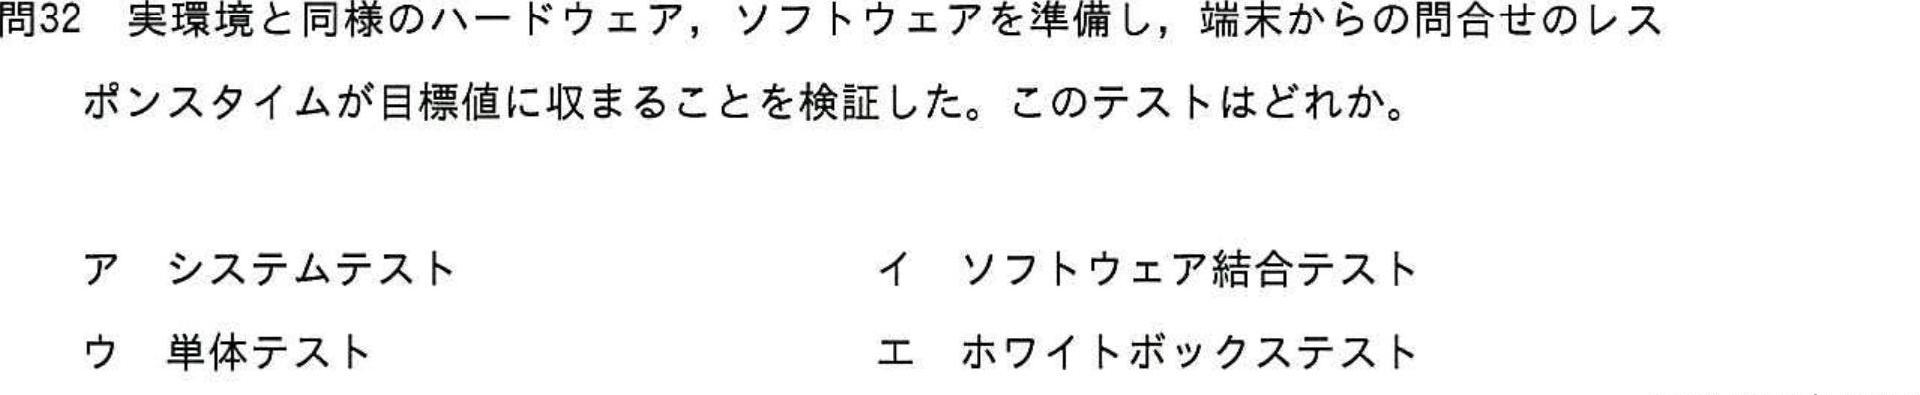 問32 実環境と同様のハードウェア，ソフトウェアを準備し，端末からの問合せのレス
ポンスタイムが目標値に収まることを検証した。このテストはどれか。
ア システムテスト イ ソフトウェア結合テスト
ウ 単体テスト エ ホワイトボックステスト